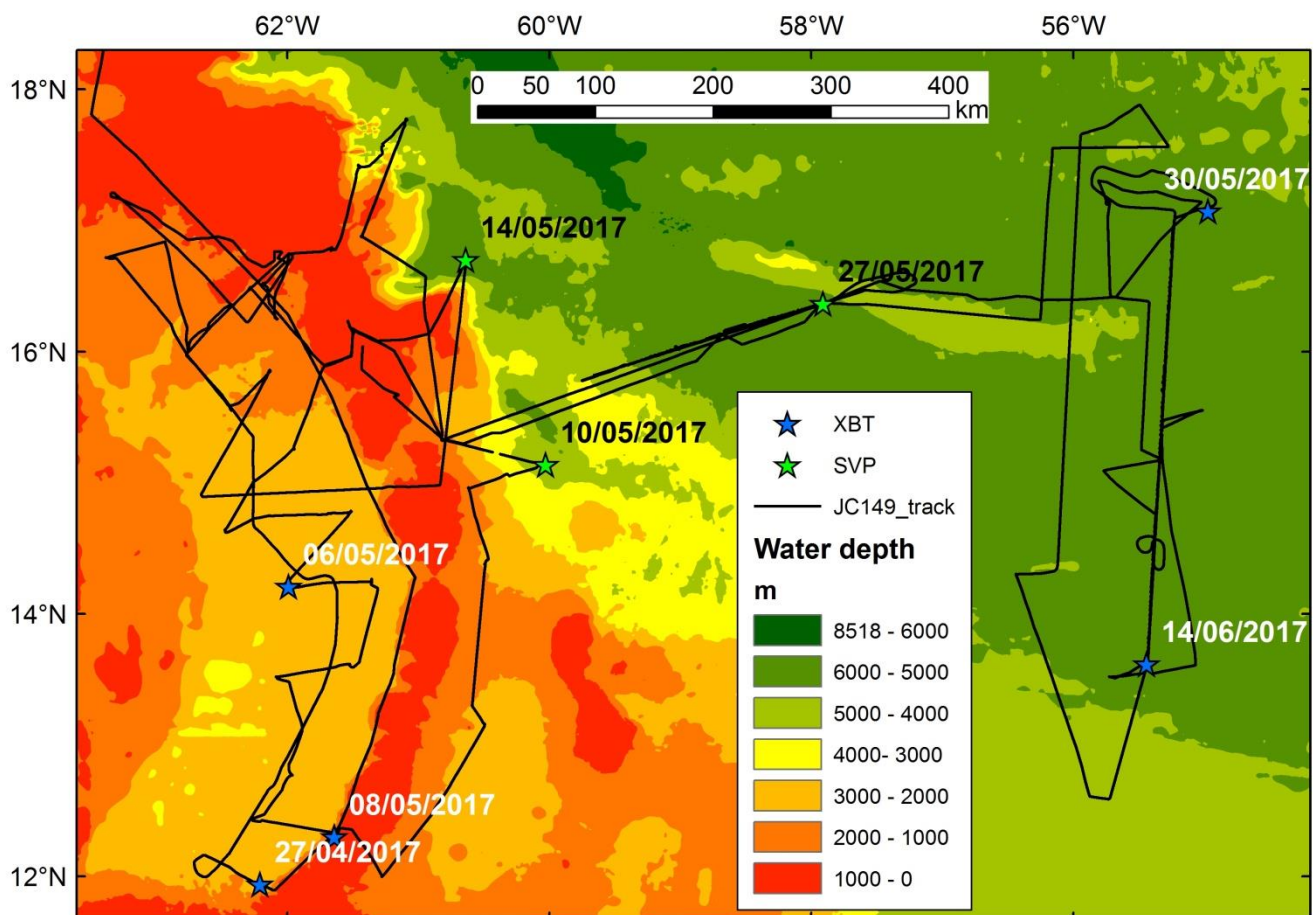 62°W 60°W 58°W 56°W
18°N
0 50 100 200 300 400
km
30/05/2017
14/05/2017
27/05/2017
16°N
10/05/2017
XBT
SVP
JC149_track
Water depth
m
06/05/2017
14°N
14/06/2017
8518 - 6000
6000 - 5000
5000 - 4000
4000- 3000
3000 - 2000
2000 - 1000
1000 - 0
08/05/2017
27/04/2017
12°N